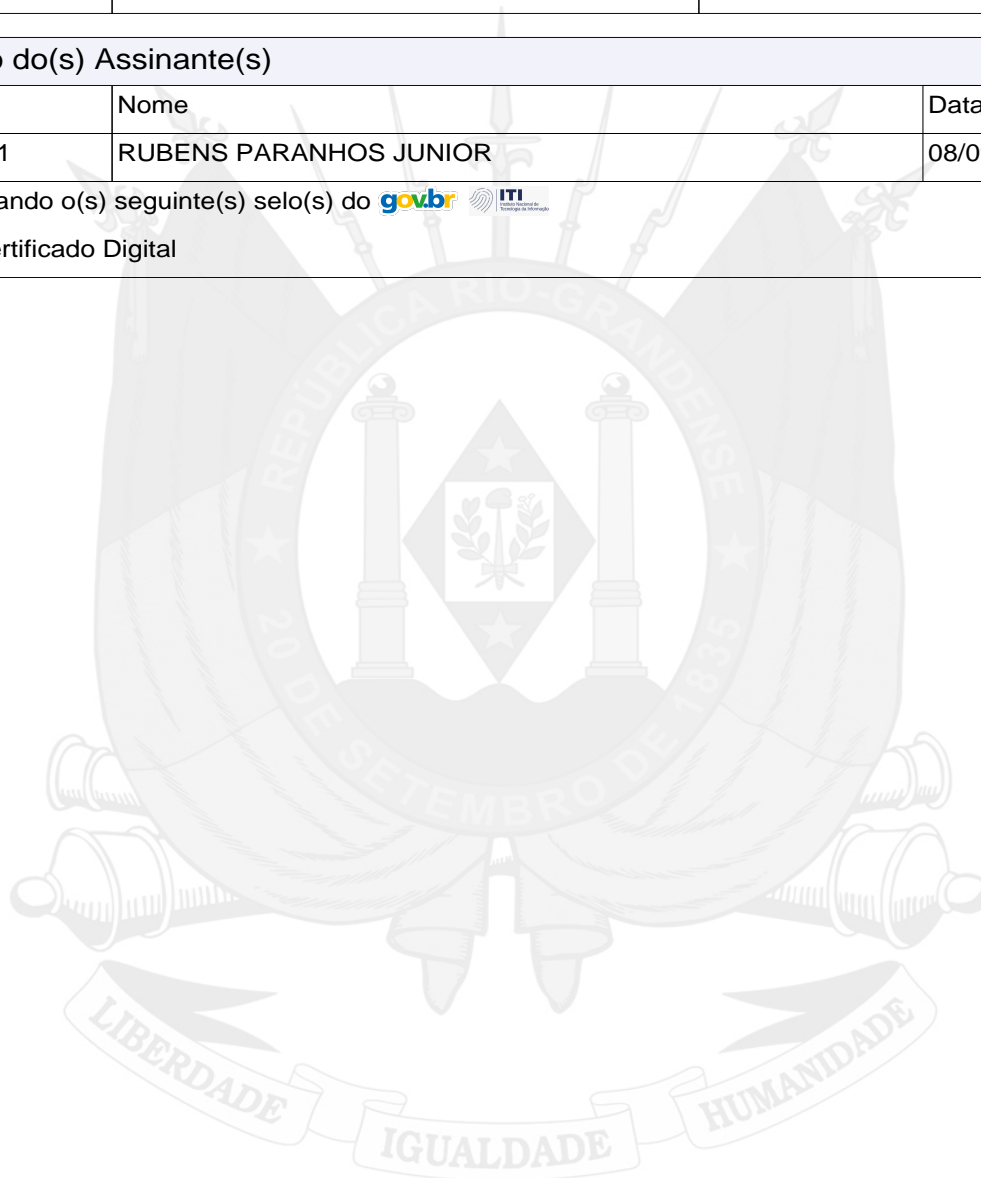 o do(s) Assinante(s)
Nome
Data
1
RUBENS PARANHOS JUNIOR
08/0
ando o(s) seguinte(s) selo(s) do gov.br ITI
rtificado Digital
REPÚBLICA RIO-GRANDENSE
20 DE SETEMBRO DE 1835
LIBERDADE
IGUALDADE
HUMANIDADE